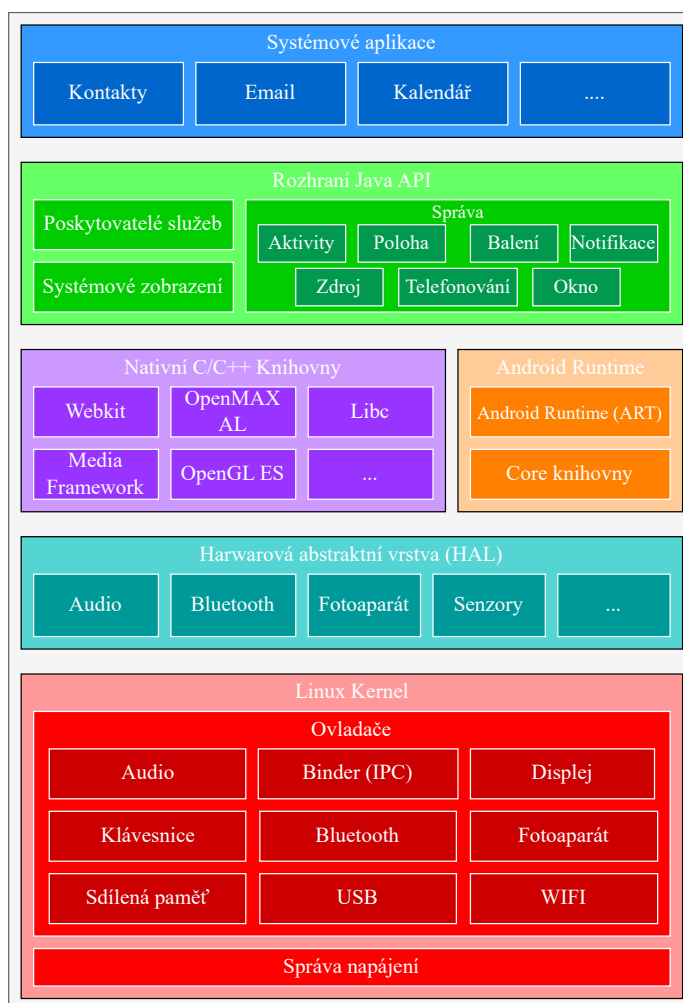 Systémové aplikace
Kontakty
Email
Kalendář
....
Rozhraní Java API
Poskytovatelé služeb
Systémové zobrazení
Správa
Aktivity
Poloha
Balení
Notifikace
Zdroj
Telefonování
Okno
Nativní C/C++ Knihovny
Webkit
OpenMAX
AL
Libc
Media
Framework
OpenGL ES
...
Android Runtime
Android Runtime (ART)
Core knihovny
Harwarová abstraktní vrstva (HAL)
Audio
Bluetooth
Fotoaparát
Senzory
...
Linux Kernel
Ovladače
Audio
Binder (IPC)
Displej
Klávesnice
Bluetooth
Fotoaparát
Sdílená paměť
USB
WIFI
Správa napájení